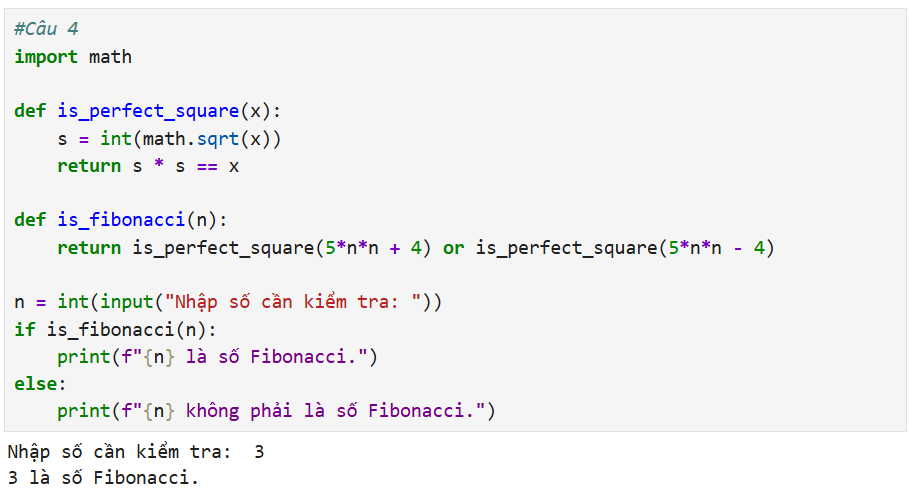 #Câu 4
import math
def is_perfect_square(x):
    s = int(math.sqrt(x))
    return s * s == x
def is_fibonacci(n):
    return is_perfect_square(5*n*n + 4) or is_perfect_square(5*n*n - 4)
n = int(input("Nhập số cần kiểm tra: "))
if is_fibonacci(n):
    print(f"{n} là số Fibonacci.")
else:
    print(f"{n} không phải là số Fibonacci.")
Nhập số cần kiểm tra:  3
3 là số Fibonacci.